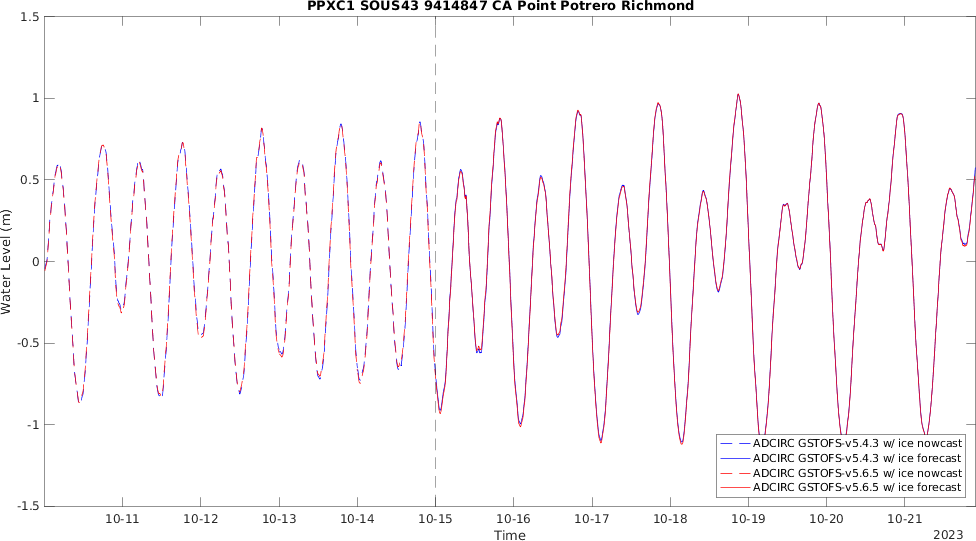 PPXC1 SOUS43 9414847 CA Point Potrero Richmond
1.5
1
0.5
0
-0.5
-1
-1.5
Water Level (m)
10-11 10-12 10-13 10-14 10-15 10-16 10-17 10-18 10-19 10-20 10-21
Time
2023
ADCIRC GSTOFS-v5.4.3 w/ ice nowcast
ADCIRC GSTOFS-v5.4.3 w/ ice forecast
ADCIRC GSTOFS-v5.6.5 w/ ice nowcast
ADCIRC GSTOFS-v5.6.5 w/ ice forecast